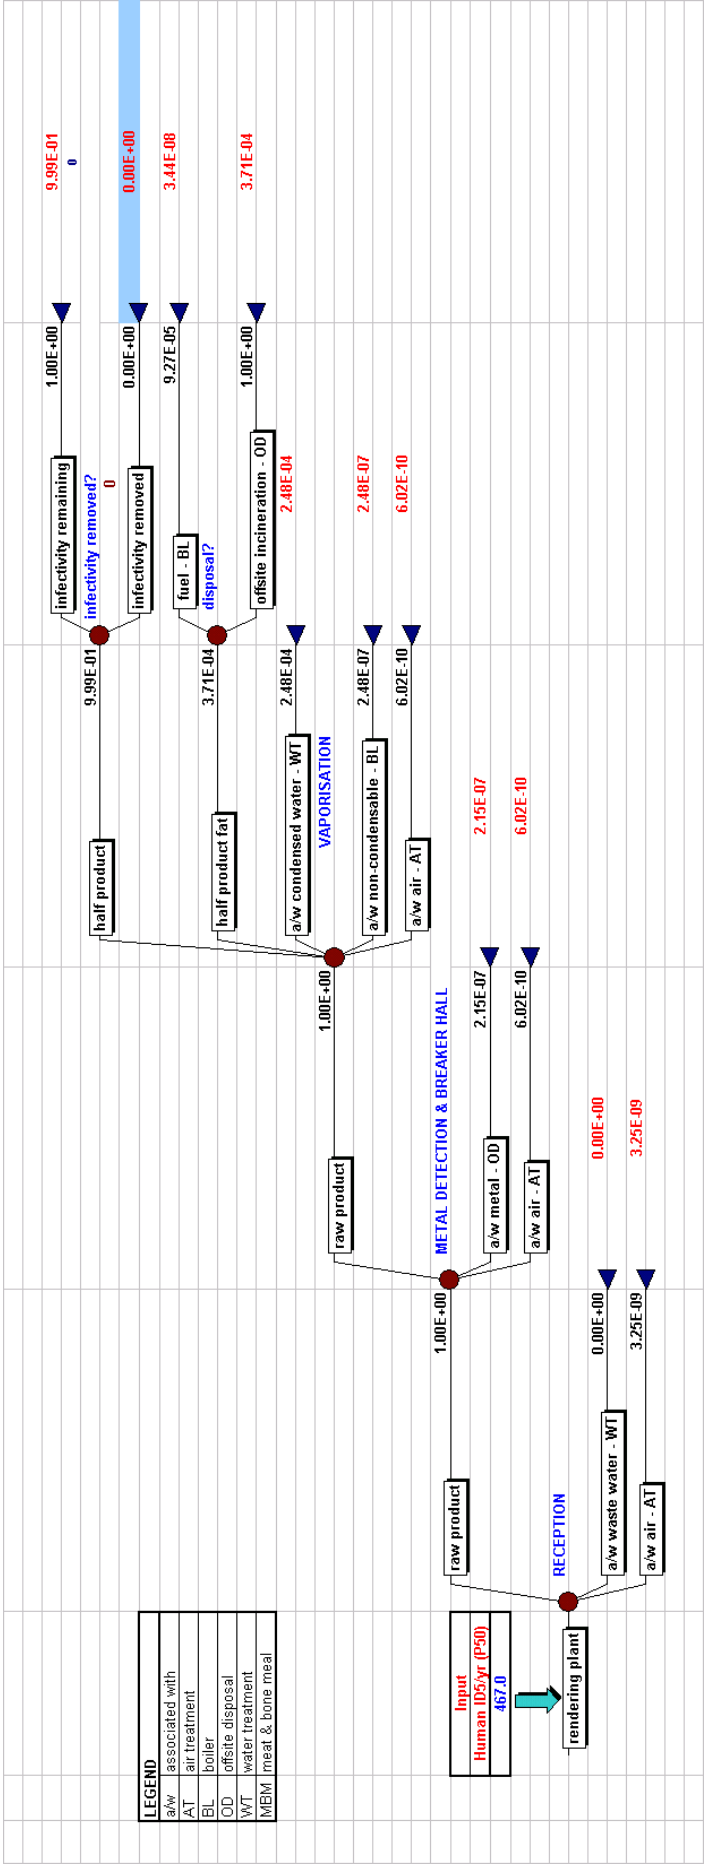 LEGEND
a/w associated with
AT air treatment
BL boiler
OD offsite disposal
WT water treatment
MBM meat & bone meal
Input
Human ID5/yr (P50)
467.0
rendering plant
RECEPTION
raw product
1.00E+00
a/w waste water - WT
0.00E+00
0.00E+00
a/w air - AT
3.25E-09
3.25E-09
METAL DETECTION & BREAKER HALL
raw product
1.00E+00
a/w metal - OD
2.15E-07
2.15E-07
a/w air - AT
6.02E-10
6.02E-10
VAPORISATION
half product
9.99E-01
half product fat
3.71E-04
a/w condensed water - WT
2.48E-04
2.48E-04
a/w non-condensable - BL
2.48E-07
2.48E-07
a/w air - AT
6.02E-10
6.02E-10
infectivity remaining
1.00E+00
9.99E-01
0
infectivity removed?
0
infectivity removed
0.00E+00
0.00E+00
fuel - BL
9.27E-05
3.44E-08
disposal?
offsite incineration - OD
1.00E+00
3.71E-04